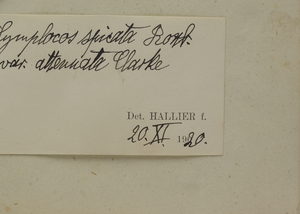 Symplocos spicata Roxb.
var. attenuata Clarke
Det. HALLIER f.
20. XI. 1920.